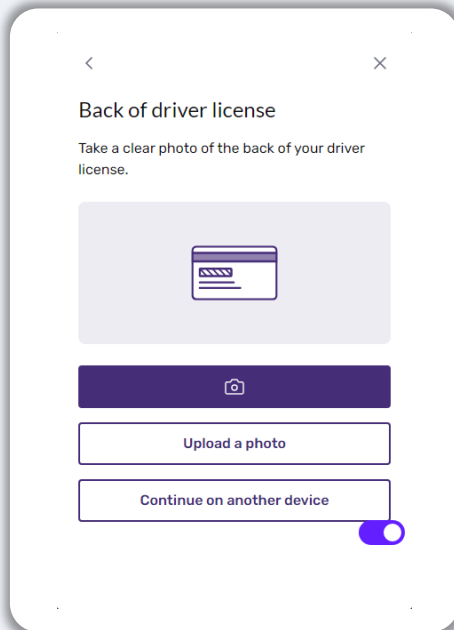 Back of driver license
Take a clear photo of the back of your driver
license.
Upload a photo
Continue on another device